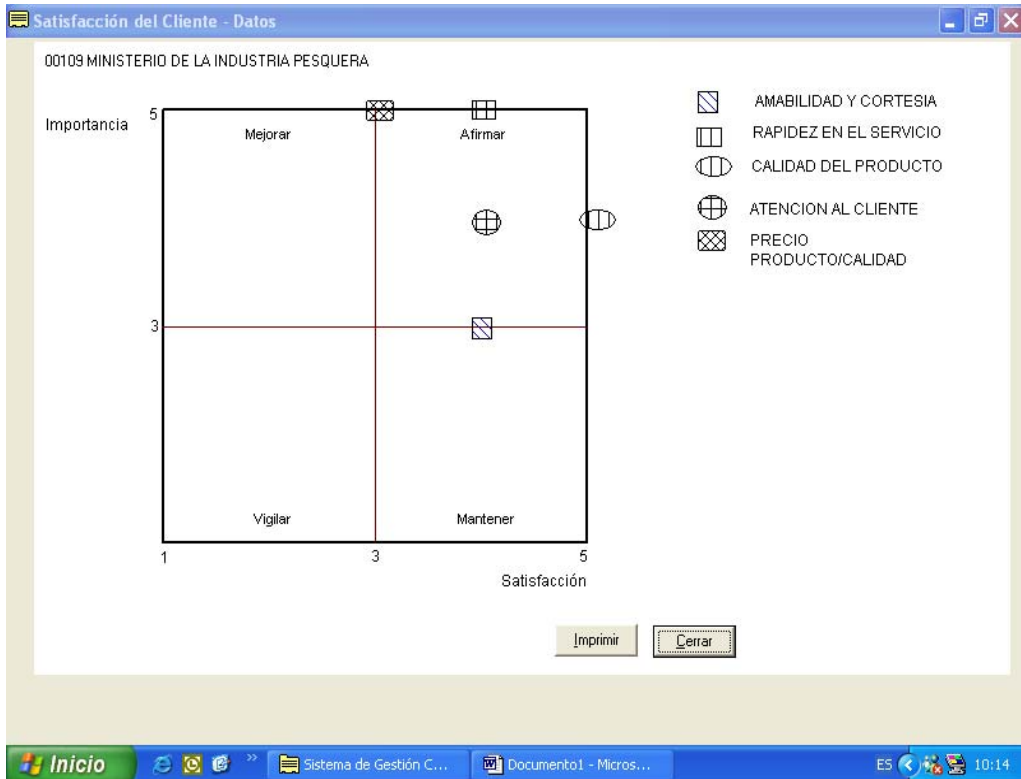 Satisfacción del Cliente - Datos
00109 MINISTERIO DE LA INDUSTRIA PESQUERA
Importancia
5
Mejorar
Afirmar
3
Vigilar
Mantener
1
3
5
Satisfacción
AMABILIDAD Y CORTESIA
RAPIDEZ EN EL SERVICIO
CALIDAD DEL PRODUCTO
ATENCION AL CLIENTE
PRECIO
PRODUCTO/CALIDAD
Imprimir
Cerrar
Inicio
Sistema de Gestión C...
Documento1 - Micros...
ES
10:14